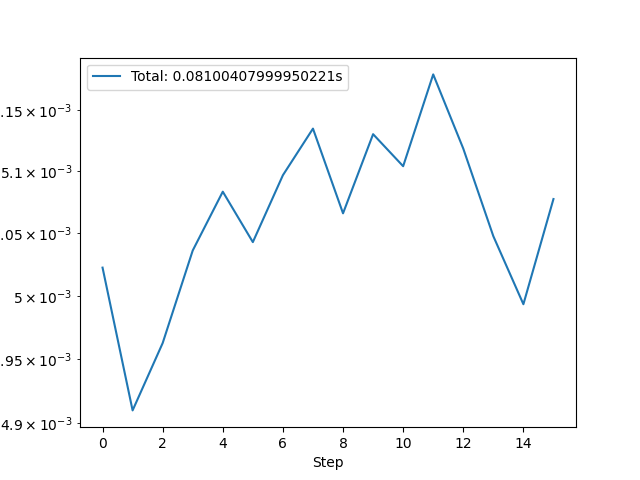 Total: 0.08100407999950221s
.15 × 10⁻³
5.1 × 10⁻³
.05 × 10⁻³
5 × 10⁻³
.95 × 10⁻³
4.9 × 10⁻³
0 2 4 6 8 10 12 14
Step